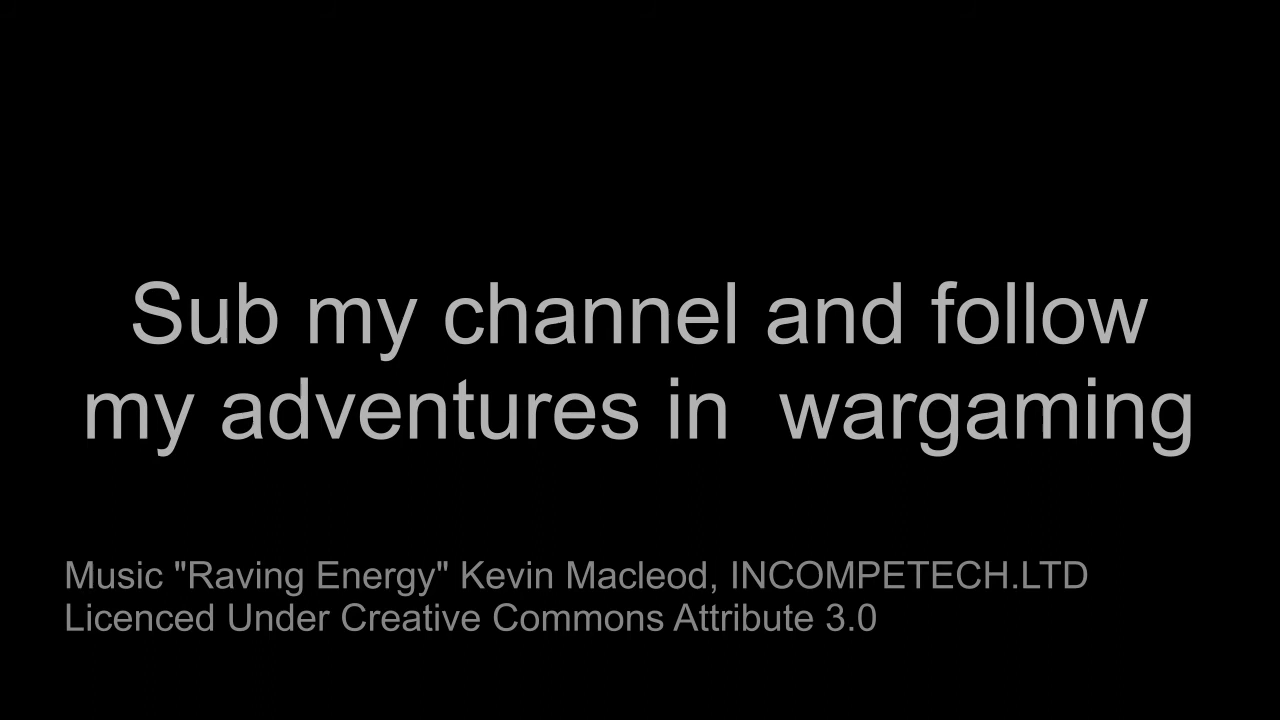 Sub my channel and follow
my adventures in  wargaming
Music "Raving Energy" Kevin Macleod, INCOMPETECH.LTD
Licenced Under Creative Commons Attribute 3.0